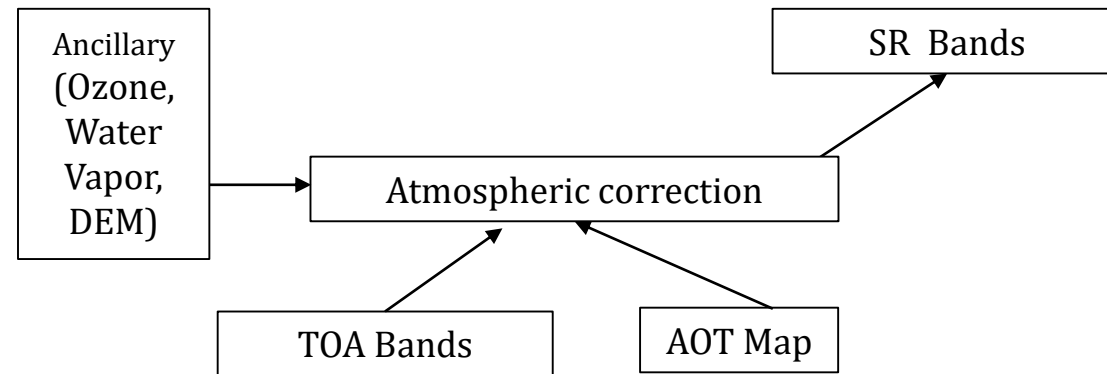 Ancillary
(Ozone,
Water
Vapor,
DEM)
SR Bands
Atmospheric correction
TOA Bands
AOT Map